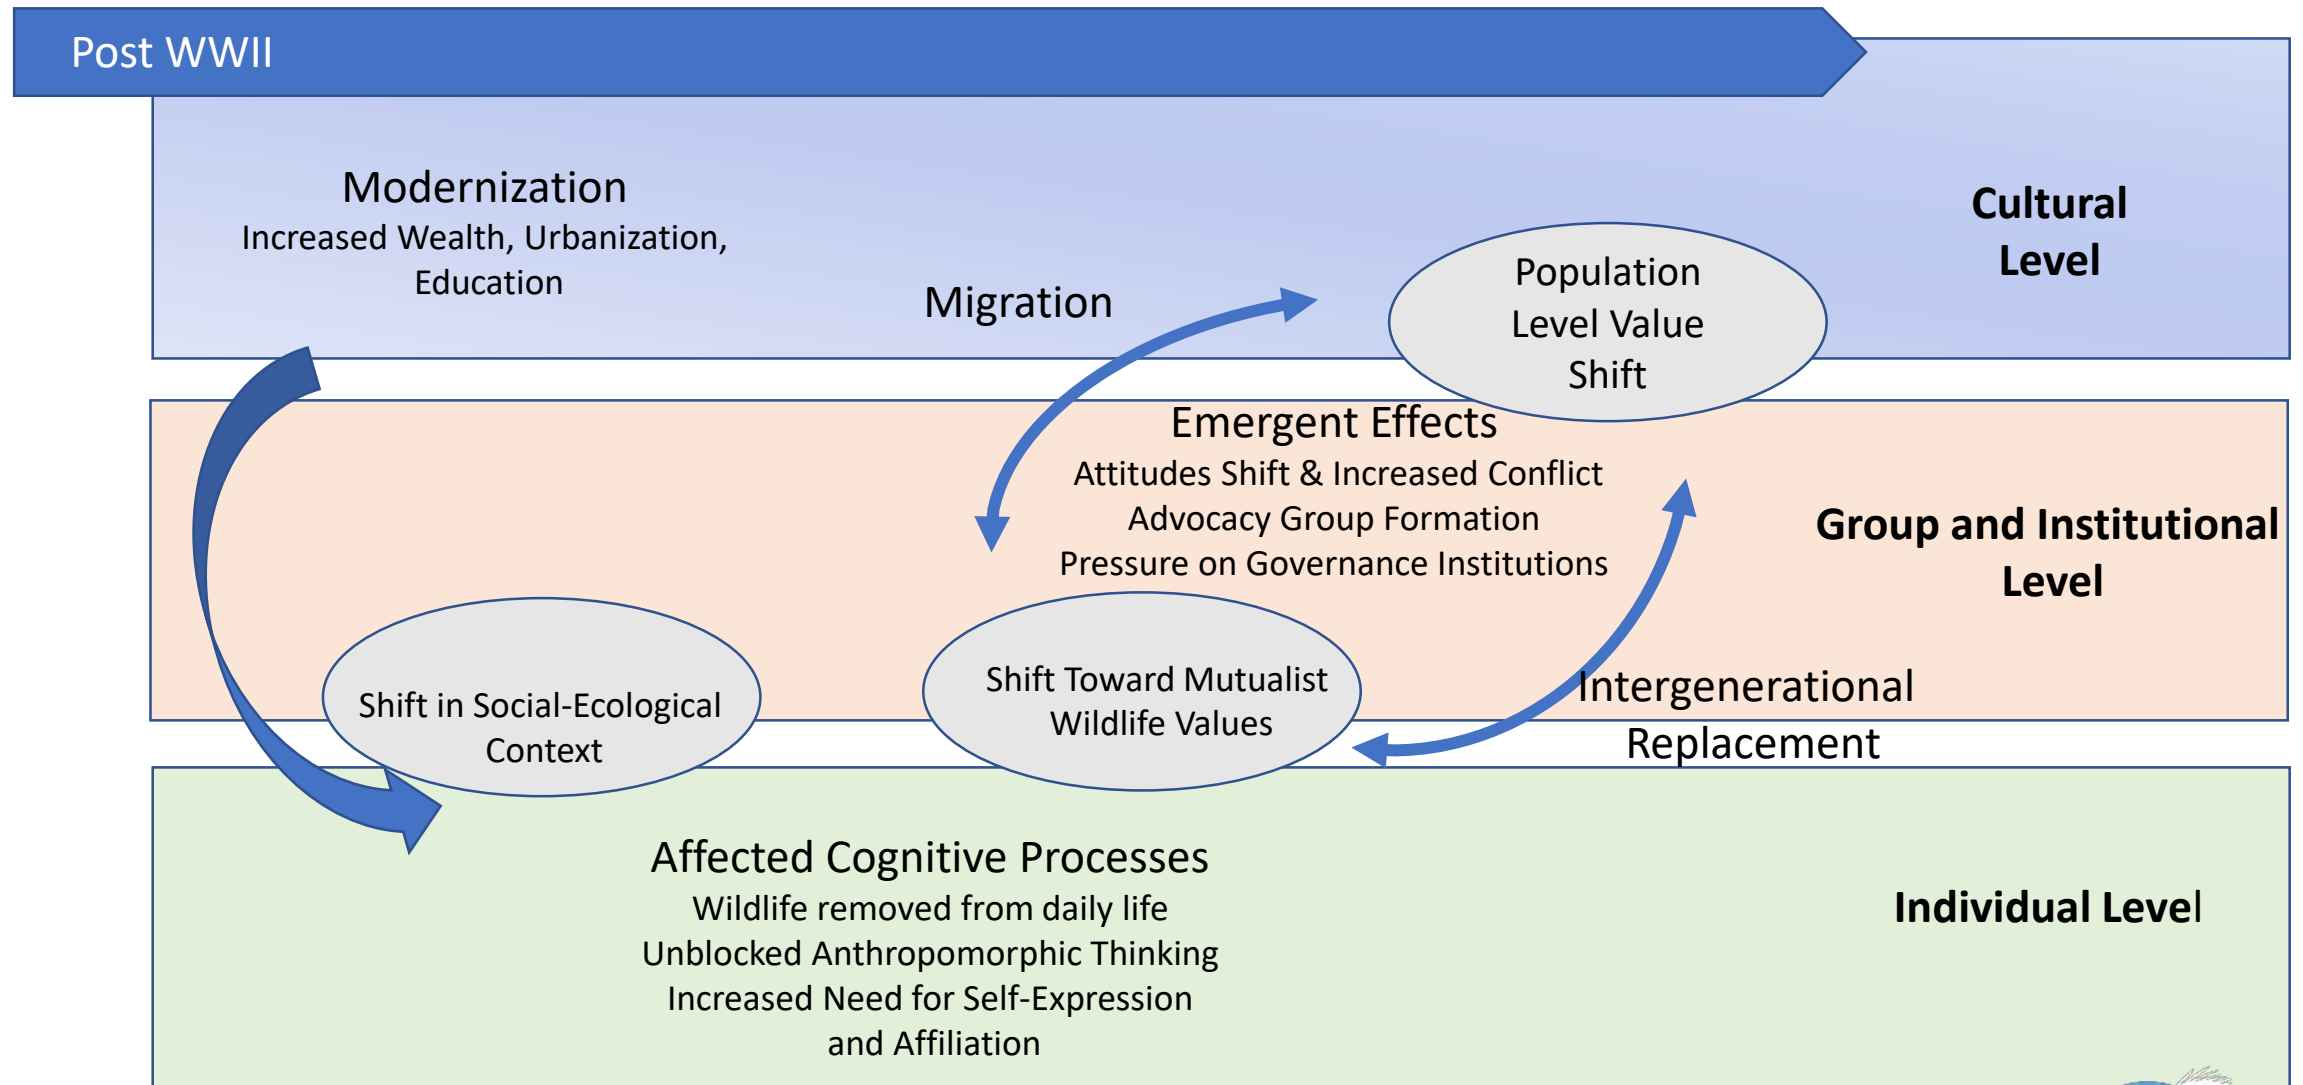 Post WWII
Modernization
Increased Wealth, Urbanization,
Education
Migration
Population
Level Value
Shift
Cultural
Level
Emergent Effects
Attitudes Shift & Increased Conflict
Advocacy Group Formation
Pressure on Governance Institutions
Group and Institutional
Level
Shift in Social-Ecological
Context
Shift Toward Mutualist
Wildlife Values
Intergenerational
Replacement
Affected Cognitive Processes
Wildlife removed from daily life
Unblocked Anthropomorphic Thinking
Increased Need for Self-Expression
and Affiliation
Individual Level